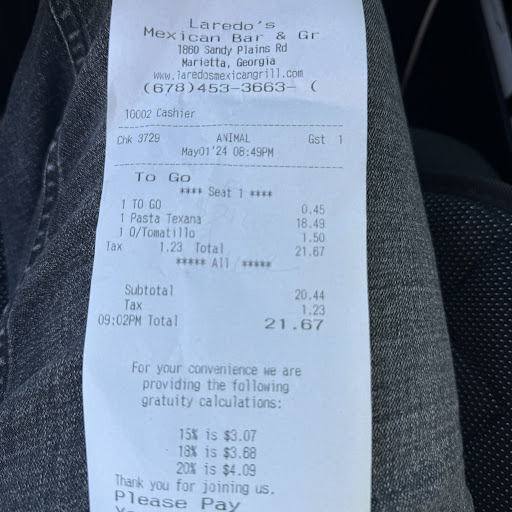 Laredo's
Mexican Bar & Gr
1860 Sandy Plains Rd
Marietta, Georgia
www.laredosmexicangrill.com
(678)453-3663- (
10002 Cashier
Chk 3729 ANIMAL Gst 1
May01'24 08:49PM
To Go
**** Seat 1 ****
1 TO GO 0.45
1 Pasta Texana 18.49
1 O/Tomatillo 1.50
Tax 1.23 Total 21.67
***** All *****
Subtotal 20.44
Tax 1.23
09:02PM Total 21.67
For your convenience we are
providing the following
gratuity calculations:
15% is $3.07
18% is $3.68
20% is $4.09
Thank you for joining us.
Please Pay